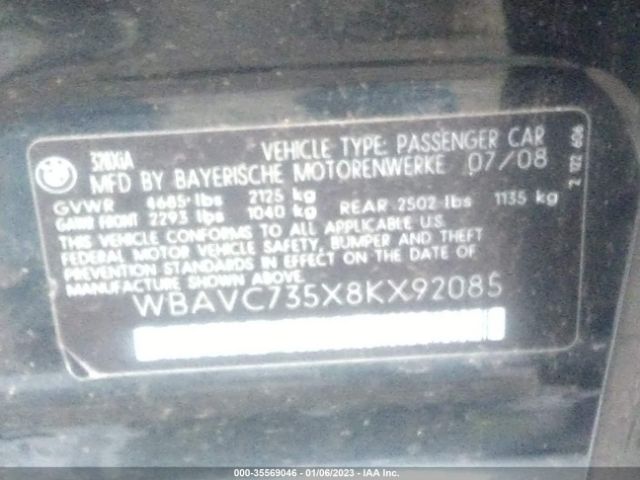 328XiA VEHICLE TYPE: PASSENGER CAR
MFD BY BAYERISCHE MOTORENWERKE 07/08
GVWR 4685 lbs 2125 kg
GAWR FRONT 2293 lbs 1040 kg REAR 2502 lbs 1135 kg
THIS VEHICLE CONFORMS TO ALL APPLICABLE U.S.
FEDERAL MOTOR VEHICLE SAFETY, BUMPER AND THEFT
PREVENTION STANDARDS IN EFFECT ON THE DATE OF
MANUFACTURE SHOWN ABOVE.
WBAVC735X8KX92085
000-35569046 — 01/06/2023 — IAA Inc.